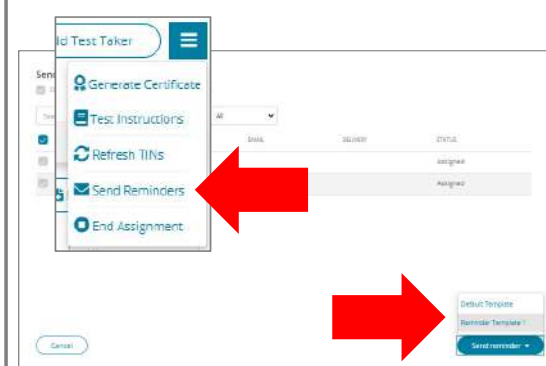 ld Test Taker
Send
Generate Certificate
Test Instructions
All
EMAIL DELIVERY STATUS
Refresh TINs
Assigned
Send Reminders
Assigned
End Assignment
Default Template
Reminder Template 1
Cancel
Send reminder